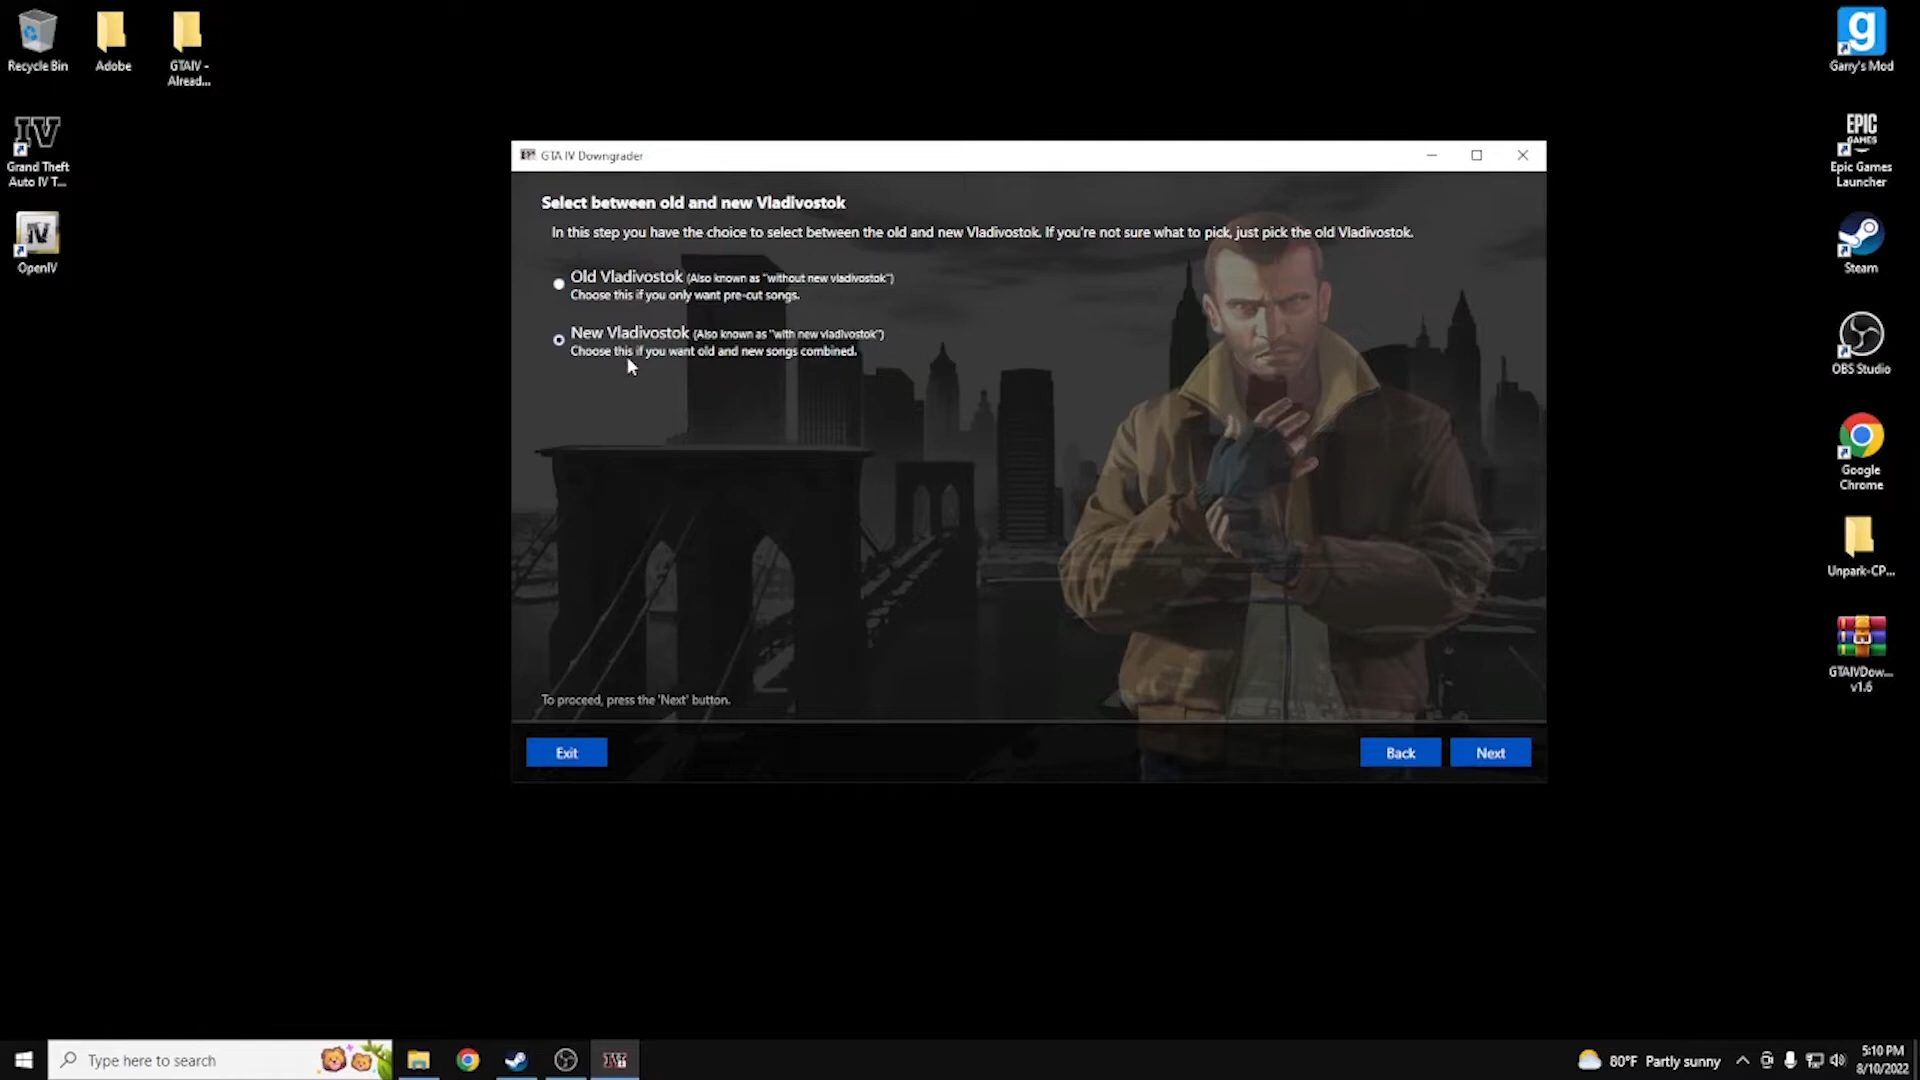 Recycle Bin
Adobe
GTAIV -
Alread...
Grand Theft
Auto IV T...
OpenIV
GTA IV Downgrader
Select between old and new Vladivostok
In this step you have the choice to select between the old and new Vladivostok. If you're not sure what to pick, just pick the old Vladivostok.
Old Vladivostok (Also known as "without new vladivostok")
Choose this if you only want pre-cut songs.
New Vladivostok (Also known as "with new vladivostok")
Choose this if you want old and new songs combined.
To proceed, press the 'Next' button.
Exit
Back
Next
g
Garry's Mod
EPIC
GAMES
Epic Games
Launcher
Steam
OBS Studio
Google
Chrome
Unpark-CP...
GTAIVDow...
v1.6
IV
IV
Type here to search
IV
80°F Partly sunny
5:10 PM
8/10/2022